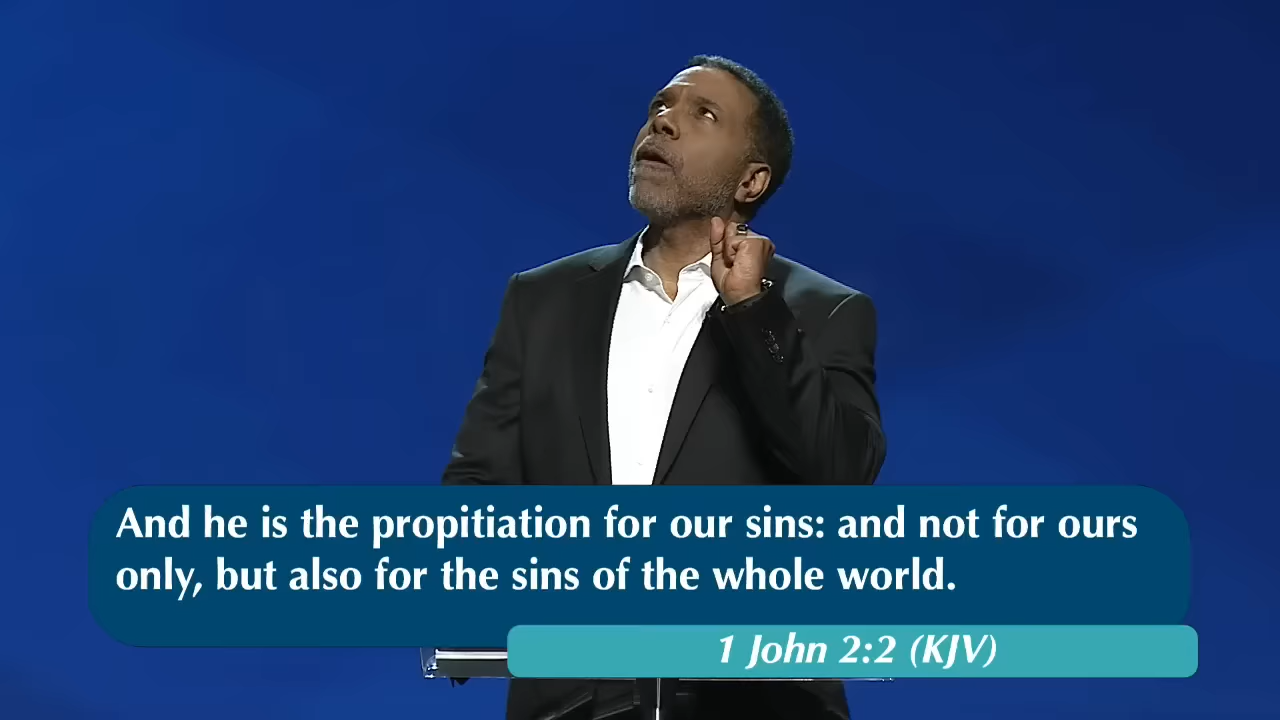 And he is the propitiation for our sins: and not for ours
only, but also for the sins of the whole world.
1 John 2:2 (KJV)